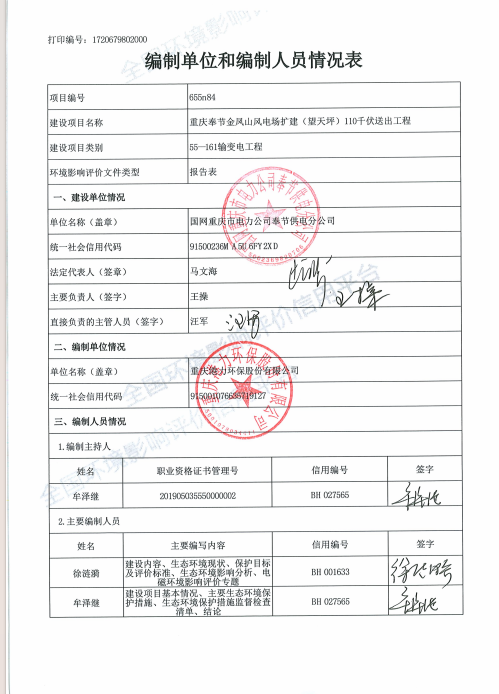 打印编号：1720679802000
编制单位和编制人员情况表
项目编号 655n84
建设项目名称 重庆奉节金凤山风电场扩建（望天坪）110千伏送出工程
建设项目类别 55—161输变电工程
环境影响评价文件类型 报告表
一、建设单位情况
单位名称（盖章） 国网重庆市电力公司奉节供电分公司
统一社会信用代码 91500236MA5U6FY2XD
法定代表人（签章） 马文海
主要负责人（签字） 王操 王操
直接负责的主管人员（签字） 汪军 汪军
二、编制单位情况
单位名称（盖章） 重庆港力环保股份有限公司
统一社会信用代码 91500107663571912
三、编制人员情况
1.编制主持人
姓名 职业资格证书管理号 信用编号 签字
牟泽继 201905035550000002 BH 027565 牟泽继
2.主要编制人员
姓名 主要编写内容 信用编号 签字
徐涟漪 建设内容、生态环境现状、保护目标
及评价标准、生态环境影响分析、电
磁环境影响评价专题 BH 001633
牟泽继 建设项目基本情况、主要生态环境保
护措施、生态环境保护措施监督检查
清单、结论 BH 027565 牟泽继
全国环境影响评价信用平台